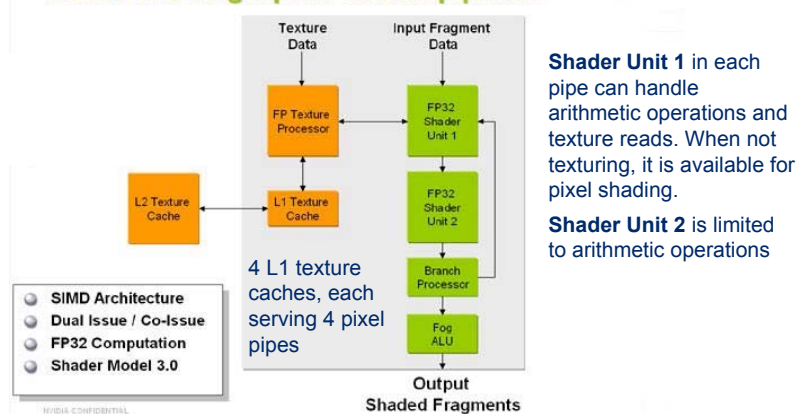 Texture
Data
Input Fragment
Data
FP Texture
Processor
FP32
Shader
Unit 1
L2 Texture
Cache
L1 Texture
Cache
FP32
Shader
Unit 2
4 L1 texture
caches, each
serving 4 pixel
pipes
Branch
Processor
Fog
ALU
Output
Shaded Fragments
SIMD Architecture
Dual Issue / Co-Issue
FP32 Computation
Shader Model 3.0
NVIDIA CONFIDENTIAL
Shader Unit 1 in each
pipe can handle
arithmetic operations and
texture reads. When not
texturing, it is available for
pixel shading.
Shader Unit 2 is limited
to arithmetic operations